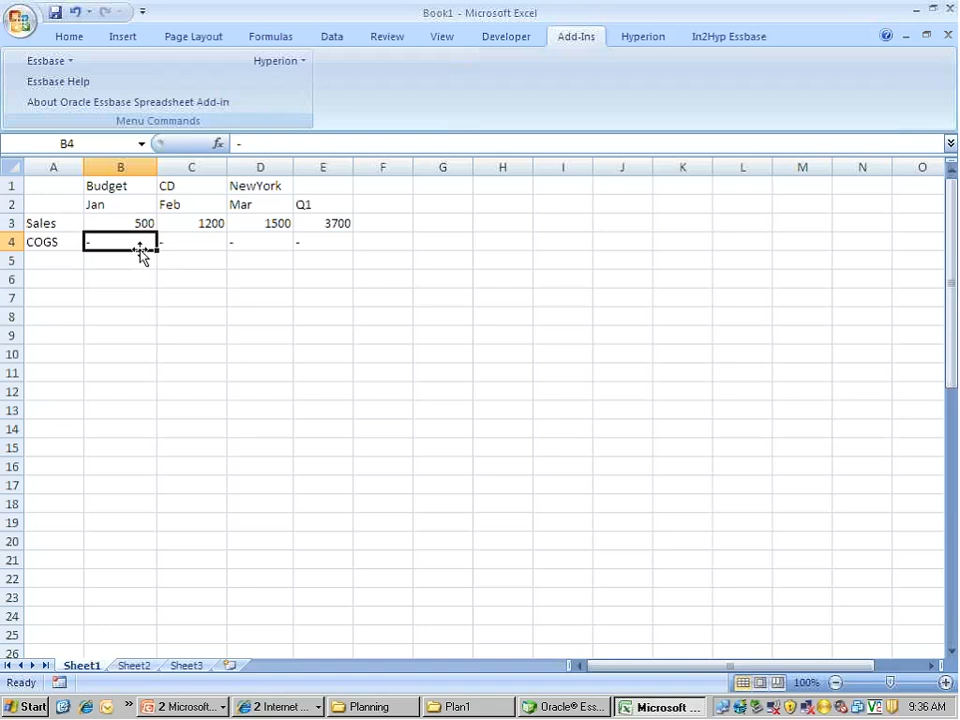 Book1 - Microsoft Excel
Home Insert Page Layout Formulas Data Review View Developer Add-Ins Hyperion In2Hyp Essbase
Essbase Hyperion
Essbase Help
About Oracle Essbase Spreadsheet Add-in
Menu Commands
B4 fx -
A B C D E F G H I J K L M N O
1 Budget CD NewYork
2 Jan Feb Mar Q1
3 Sales 500 1200 1500 3700
4 COGS - - - -
5
6
7
8
9
10
11
12
13
14
15
16
17
18
19
20
21
22
23
24
25
26
Sheet1 Sheet2 Sheet3
Ready 100%
Start » 2 Microsoft... 2 Internet ... Planning Plan1 Oracle® Ess... Microsoft ... 9:36 AM